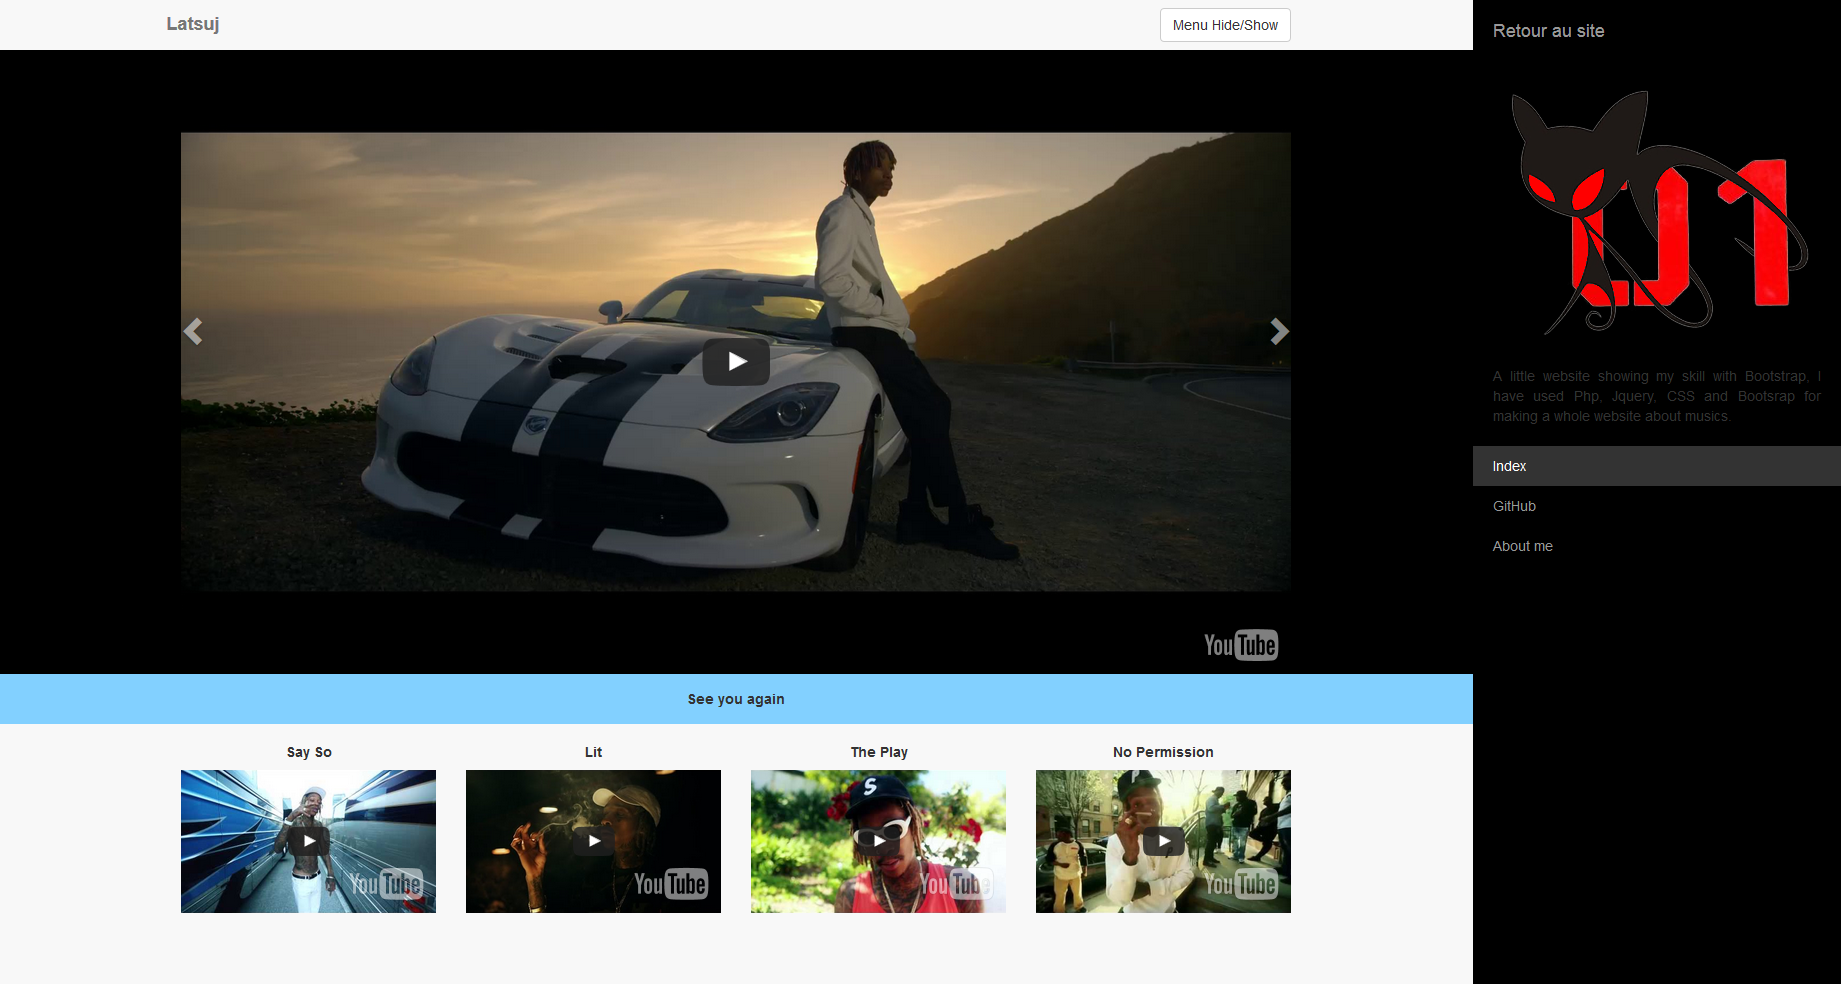 Latsuj
Menu Hide/Show
YouTube
See you again
Say So
Lit
The Play
No Permission
S
YouTube
YouTube
YouTube
YouTube
Retour au site
01
A little website showing my skill with Bootstrap, I
have used Php, Jquery, CSS and Bootsrap for
making a whole website about musics.
Index
GitHub
About me